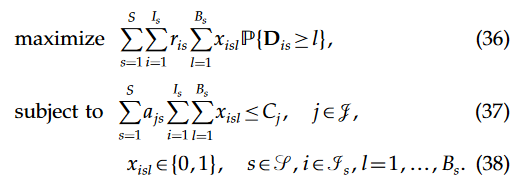 maximize \sum_{s=1}^{S} \sum_{i=1}^{I_s} r_{is} \sum_{l=1}^{B_s} x_{isl} \mathbb{P}\{\mathbf{D}_{is} \geq l\}, (36)
subject to \sum_{s=1}^{S} a_{js} \sum_{i=1}^{I_s} \sum_{l=1}^{B_s} x_{isl} \leq C_j, j \in \mathcal{J}, (37)
x_{isl} \in \{0, 1\}, s \in \mathcal{S}, i \in \mathcal{I}_s, l = 1, \ldots, B_s. (38)